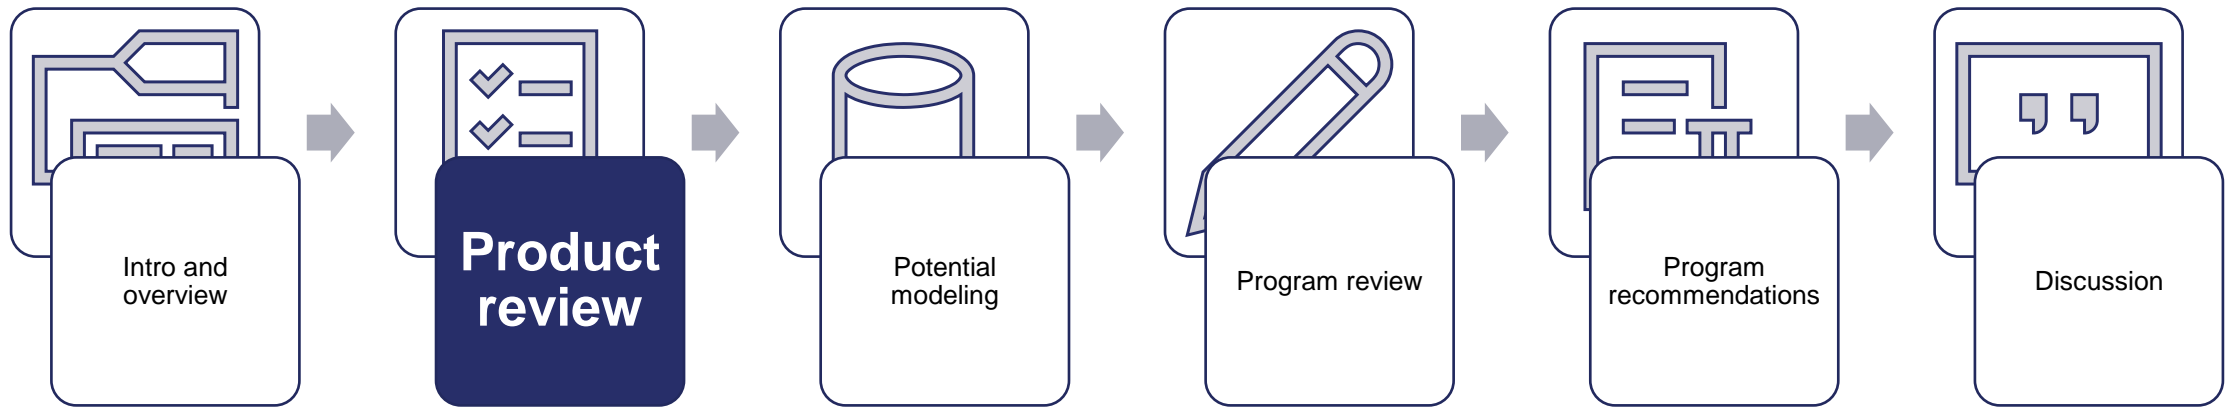 Intro and
overview
Product
review
Potential
modeling
Program review
Program
recommendations
Discussion